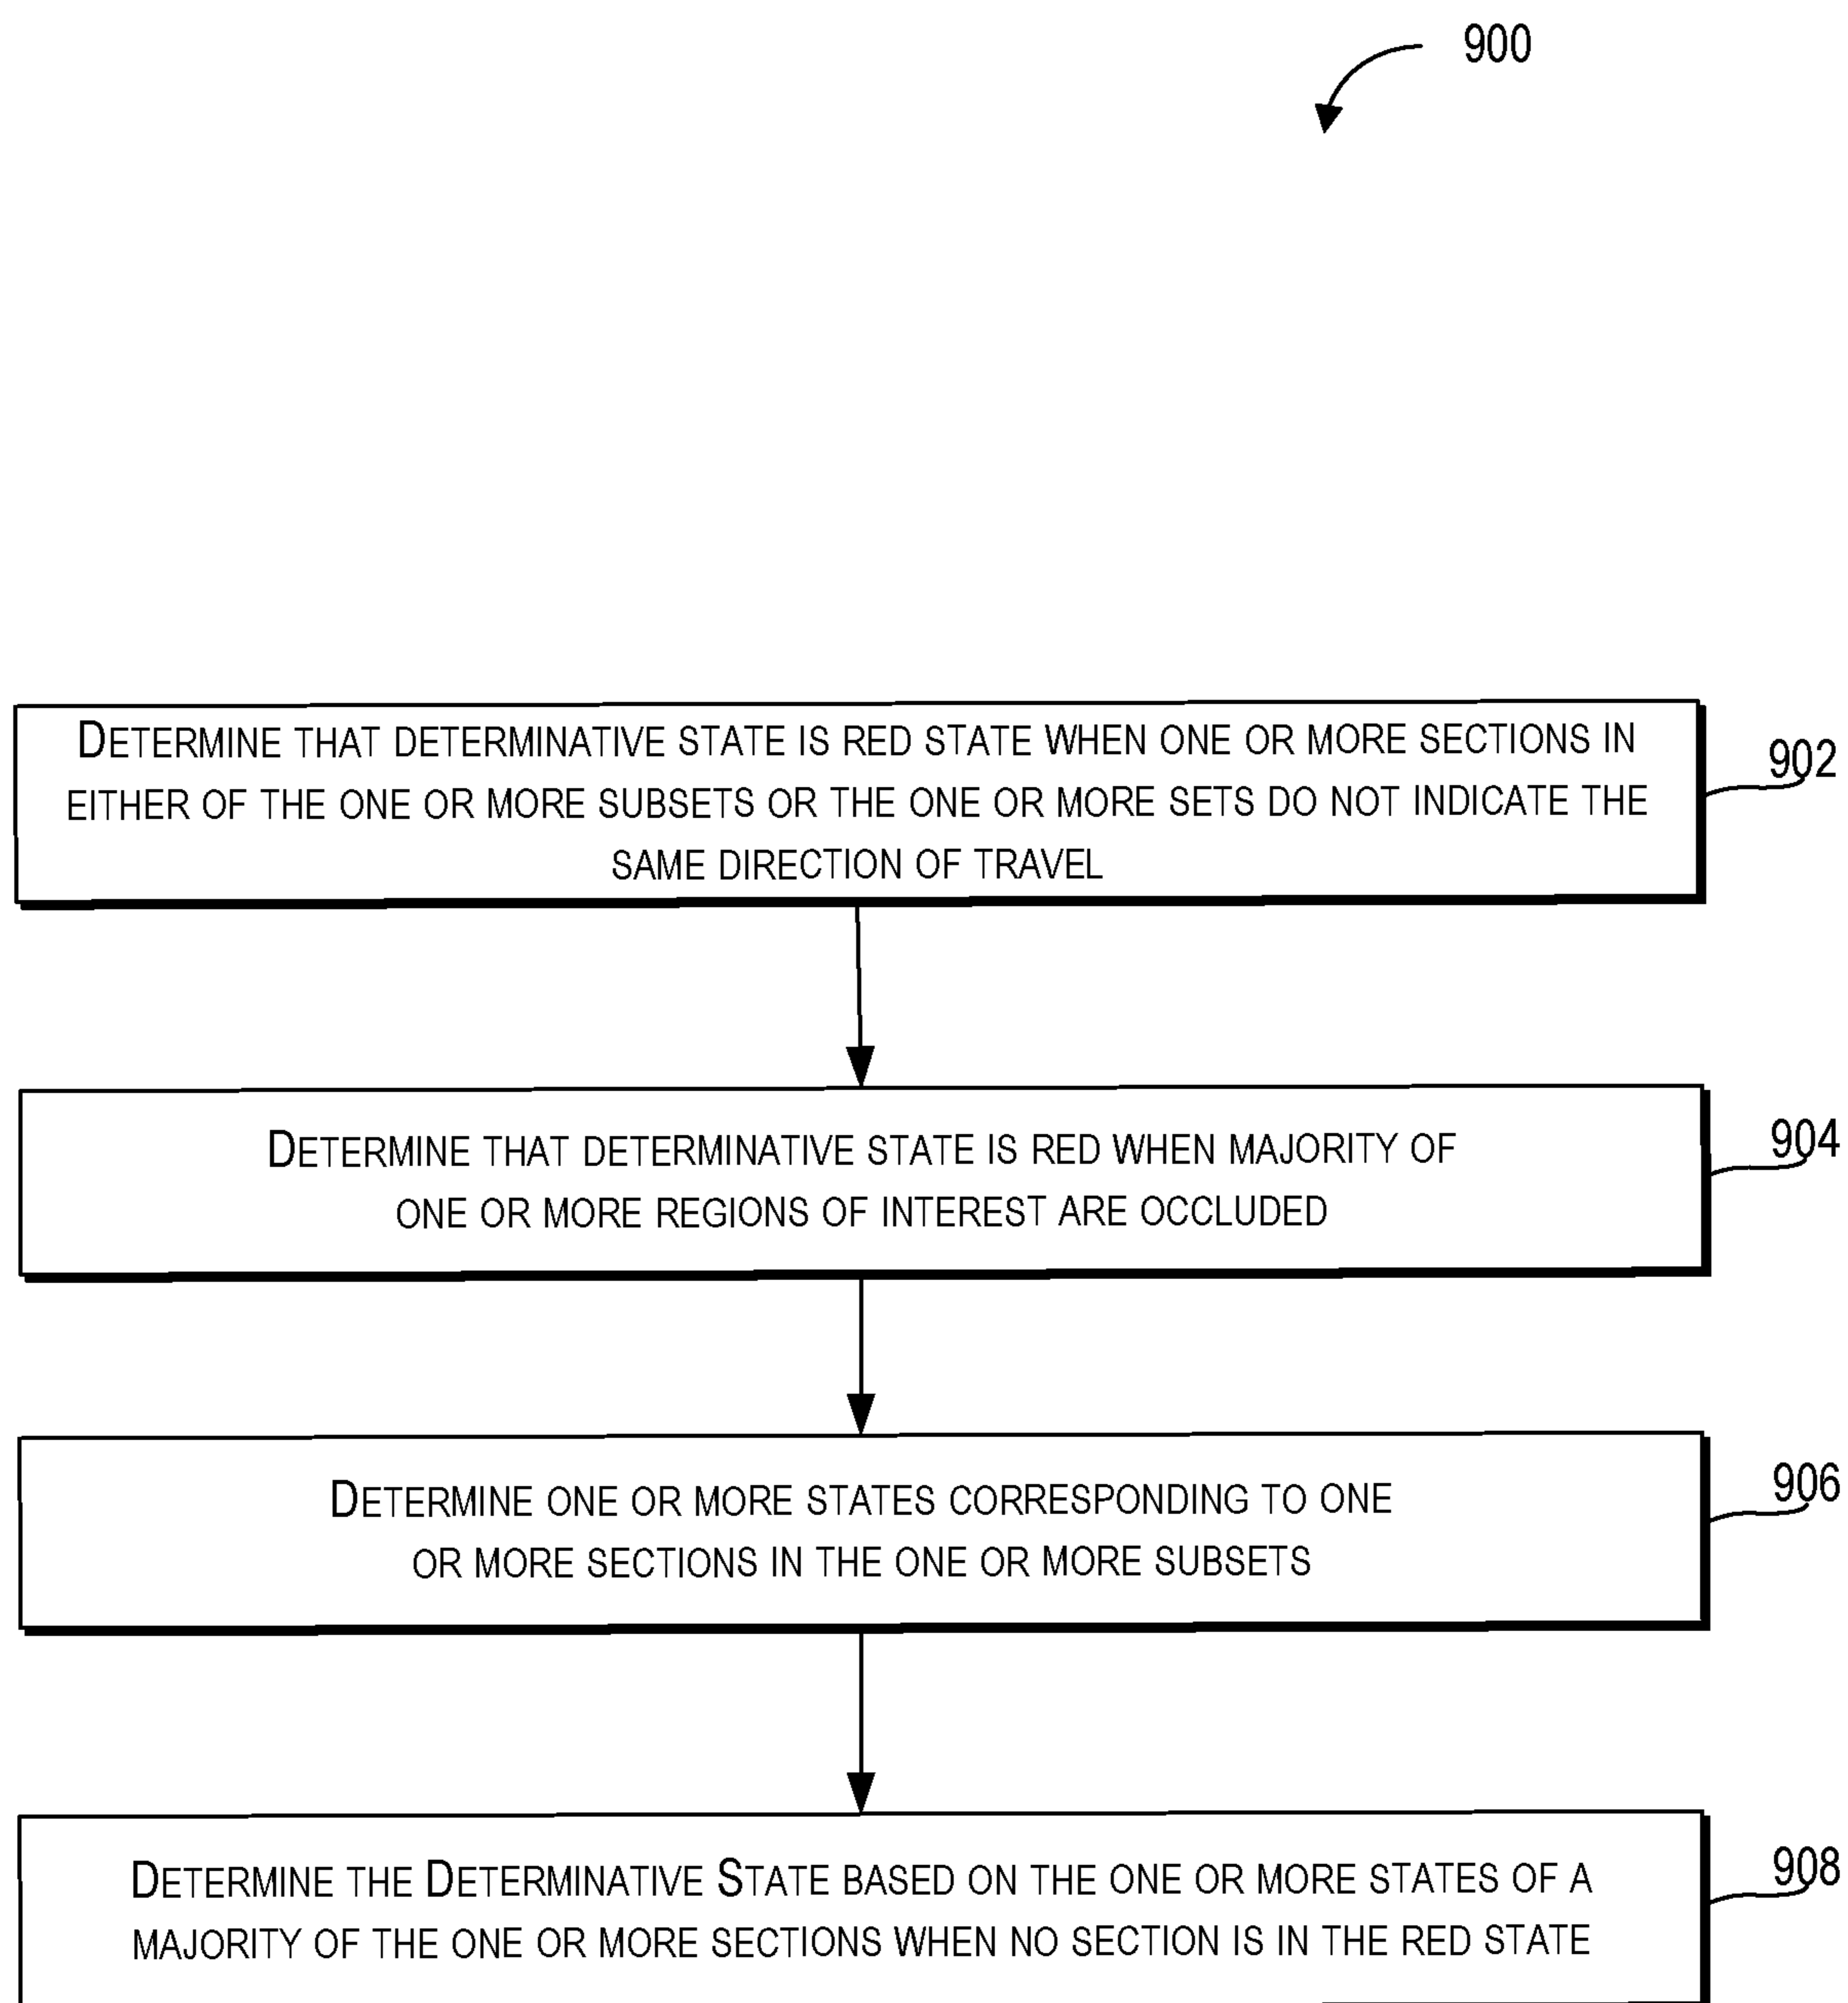 900
DETERMINE THAT DETERMINATIVE STATE IS RED STATE WHEN ONE OR MORE SECTIONS IN
EITHER OF THE ONE OR MORE SUBSETS OR THE ONE OR MORE SETS DO NOT INDICATE THE
SAME DIRECTION OF TRAVEL
902
DETERMINE THAT DETERMINATIVE STATE IS RED WHEN MAJORITY OF
ONE OR MORE REGIONS OF INTEREST ARE OCCLUDED
904
DETERMINE ONE OR MORE STATES CORRESPONDING TO ONE
OR MORE SECTIONS IN THE ONE OR MORE SUBSETS
906
DETERMINE THE DETERMINATIVE STATE BASED ON THE ONE OR MORE STATES OF A
MAJORITY OF THE ONE OR MORE SECTIONS WHEN NO SECTION IS IN THE RED STATE
908